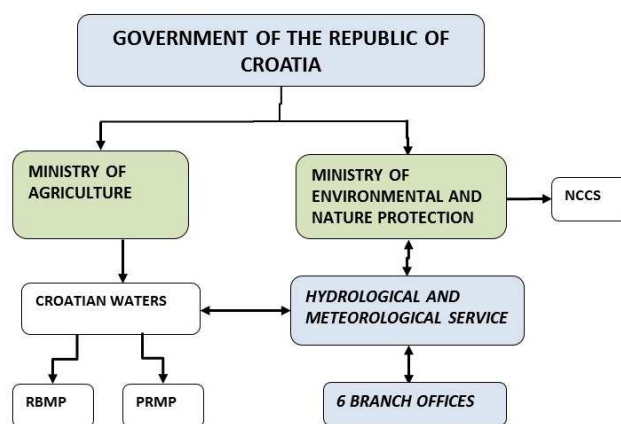 GOVERNMENT OF THE REPUBLIC OF
CROATIA
MINISTRY OF
AGRICULTURE
MINISTRY OF
ENVIRONMENTAL AND
NATURE PROTECTION
NCCS
CROATIAN WATERS
HYDROLOGICAL AND
METEOROLOGICAL SERVICE
RBMP
PRMP
6 BRANCH OFFICES